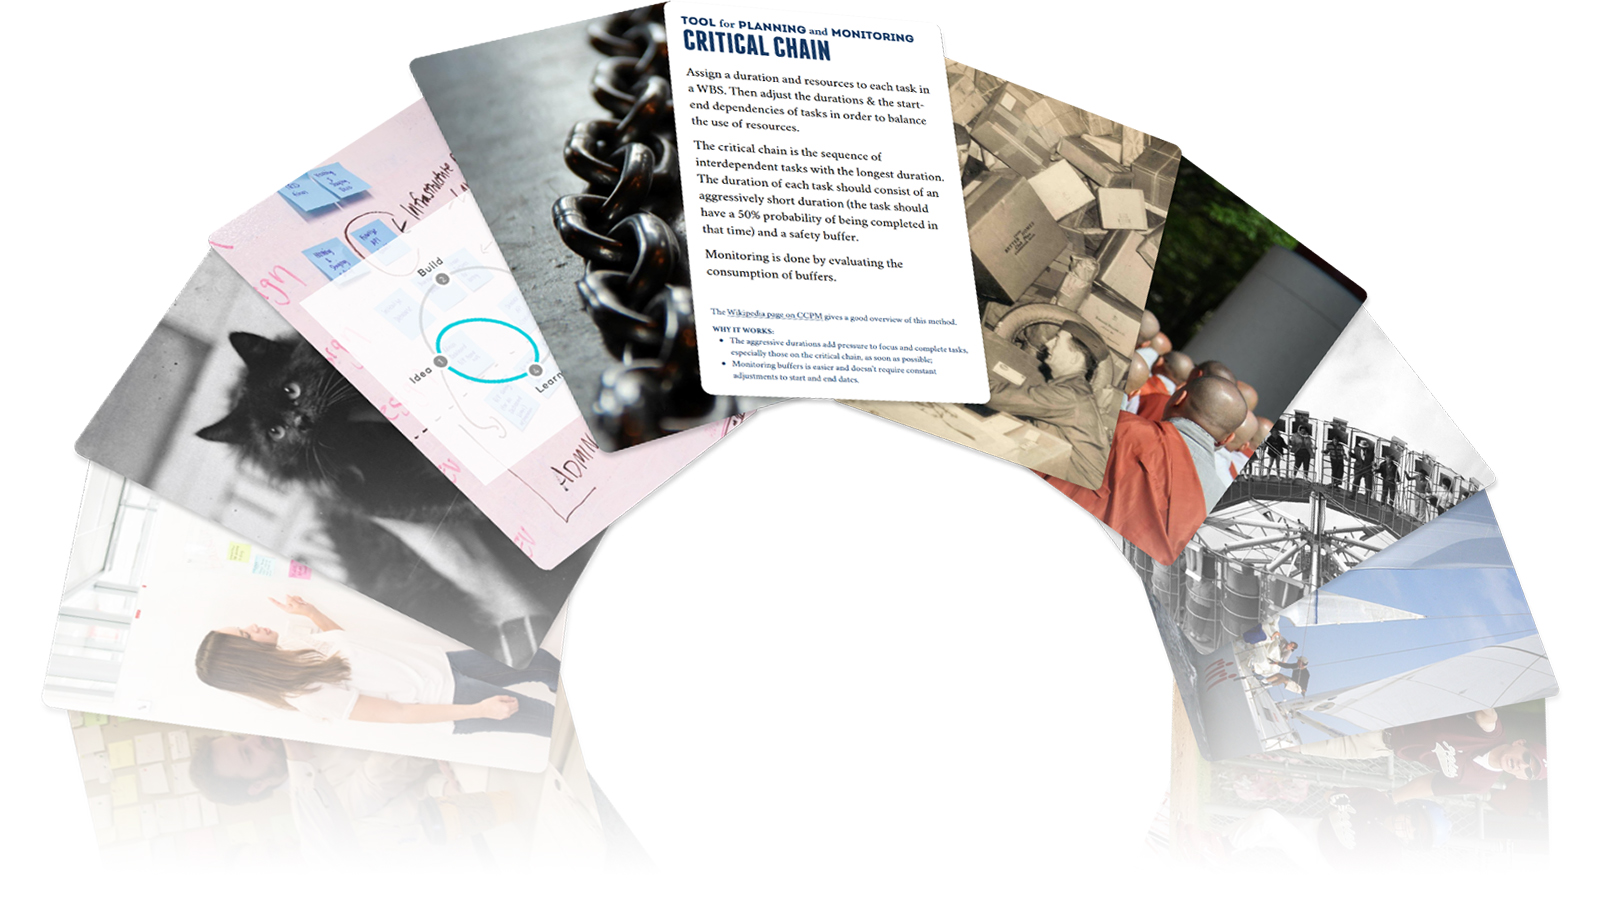 TOOL for PLANNING and MONITORING
CRITICAL CHAIN
Assign a duration and resources to each task in
a WBS. Then adjust the durations & the start-
end dependencies of tasks in order to balance
the use of resources.
The critical chain is the sequence of
interdependent tasks with the longest duration.
The duration of each task should consist of an
aggressively short duration (the task should
have a 50% probability of being completed in
that time) and a safety buffer.
Monitoring is done by evaluating the
consumption of buffers.
The Wikipedia page on CCPM gives a good overview of this method.
WHY IT WORKS:
• The aggressive durations add pressure to focus and complete tasks,
especially those on the critical chain, as soon as possible;
• Monitoring buffers is easier and doesn't require constant
adjustments to start and end dates.
Infrastructure
Build
Idea
Learn
ADMIN